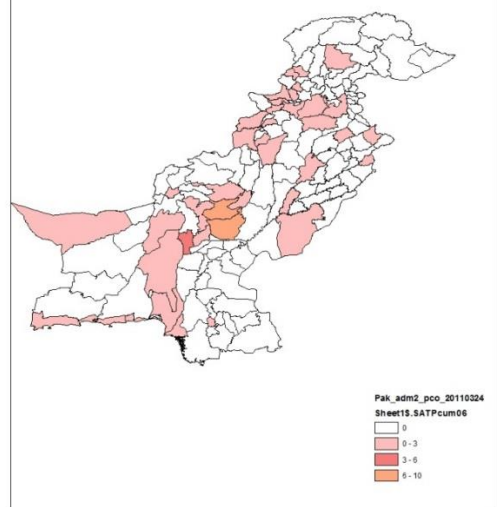 Pak_adm2_pco_20110324
Sheet1$.SATPcum06
0
0 - 3
3 - 6
6 - 10